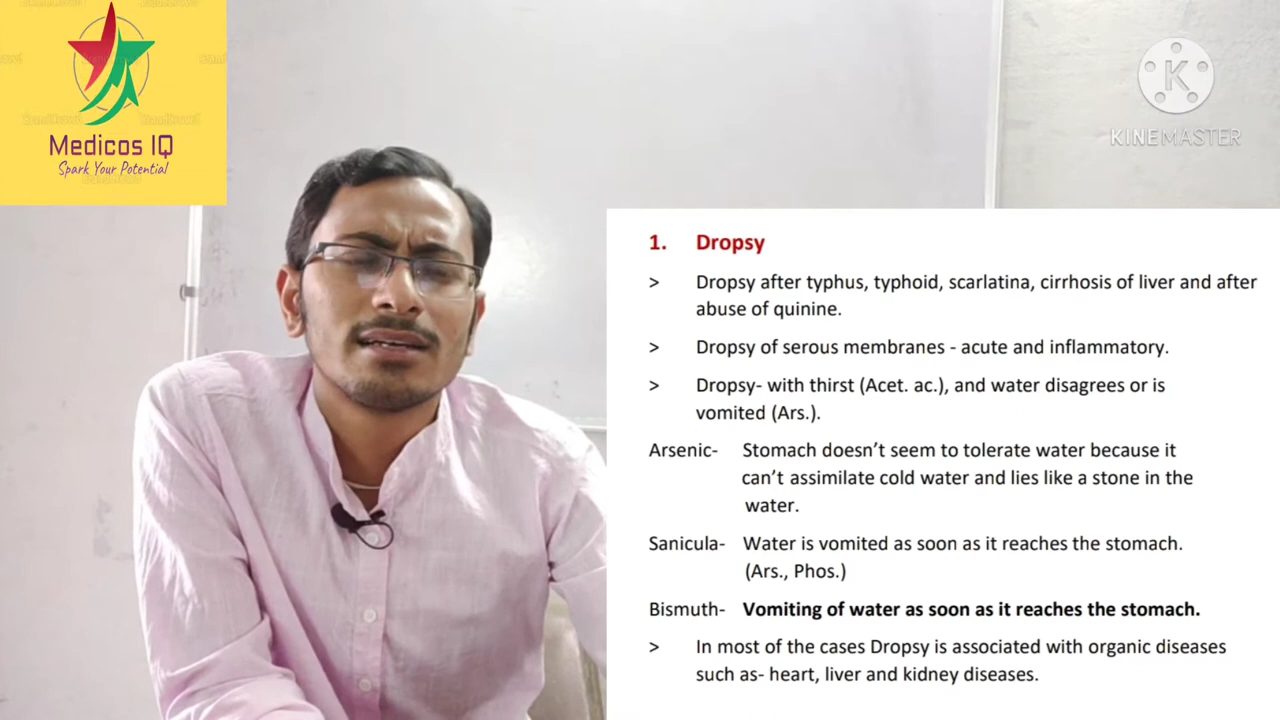 Medicos IQ
Spark Your Potential
K
KINEMASTER
1. Dropsy
> Dropsy after typhus, typhoid, scarlatina, cirrhosis of liver and after
abuse of quinine.
> Dropsy of serous membranes - acute and inflammatory.
> Dropsy- with thirst (Acet. ac.), and water disagrees or is
vomited (Ars.).
Arsenic- Stomach doesn’t seem to tolerate water because it
can’t assimilate cold water and lies like a stone in the
water.
Sanicula- Water is vomited as soon as it reaches the stomach.
(Ars., Phos.)
Bismuth- Vomiting of water as soon as it reaches the stomach.
> In most of the cases Dropsy is associated with organic diseases
such as- heart, liver and kidney diseases.